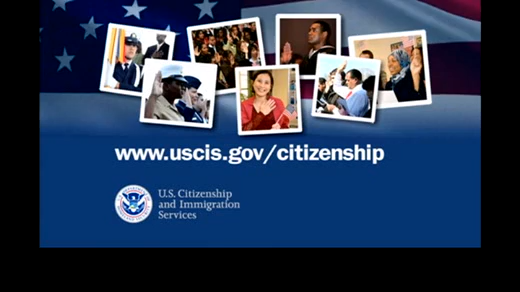 www.uscis.gov/citizenship
U.S. Citizenship
and Immigration
Services